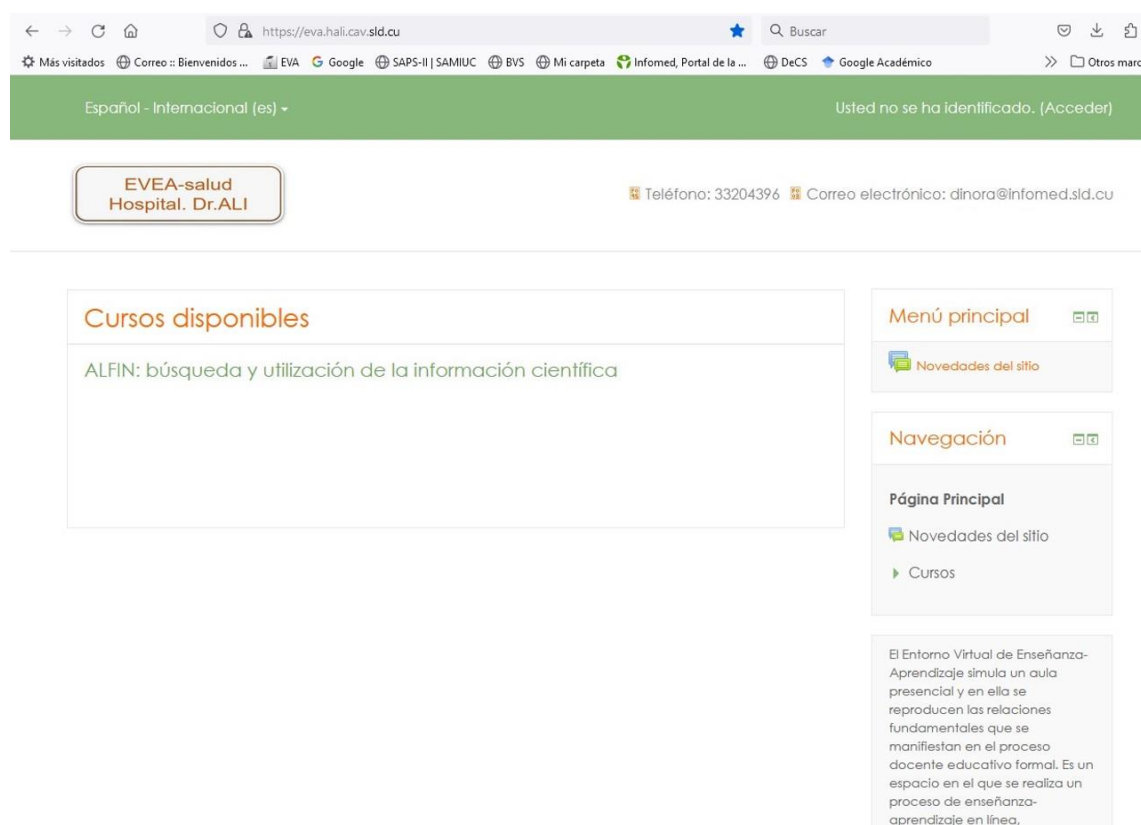 https://eva.hali.cav.sld.cu
Buscar
Más visitados Correo :: Bienvenidos ... EVA Google SAPS-II | SAMIUC BVS Mi carpeta Infomed, Portal de la ... DeCS Google Académico Otros marc
Español - Internacional (es)
Usted no se ha identificado. (Acceder)
EVEA-salud
Hospital. Dr.ALI
Teléfono: 33204396 Correo electrónico: dinora@infomed.sld.cu
Cursos disponibles
ALFIN: búsqueda y utilización de la información científica
Menú principal
Novedades del sitio
Navegación
Página Principal
Novedades del sitio
Cursos
El Entorno Virtual de Enseñanza-
Aprendizaje simula un aula
presencial y en ella se
reproducen las relaciones
fundamentales que se
manifiestan en el proceso
docente educativo formal. Es un
espacio en el que se realiza un
proceso de enseñanza-
aprendizaje en línea,